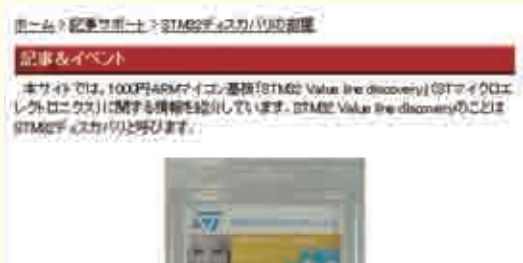 ホーム > 記事サポート > STM32ディスカバリの部屋
記事&イベント
本サイトでは、1000円ARMマイコン基板「STM32 Value line discovery」(STマイクロエ
レクトロニクス)に関する情報を紹介しています。STM32 Value line discoveryのことは
STM32ディスカバリと呼びます。